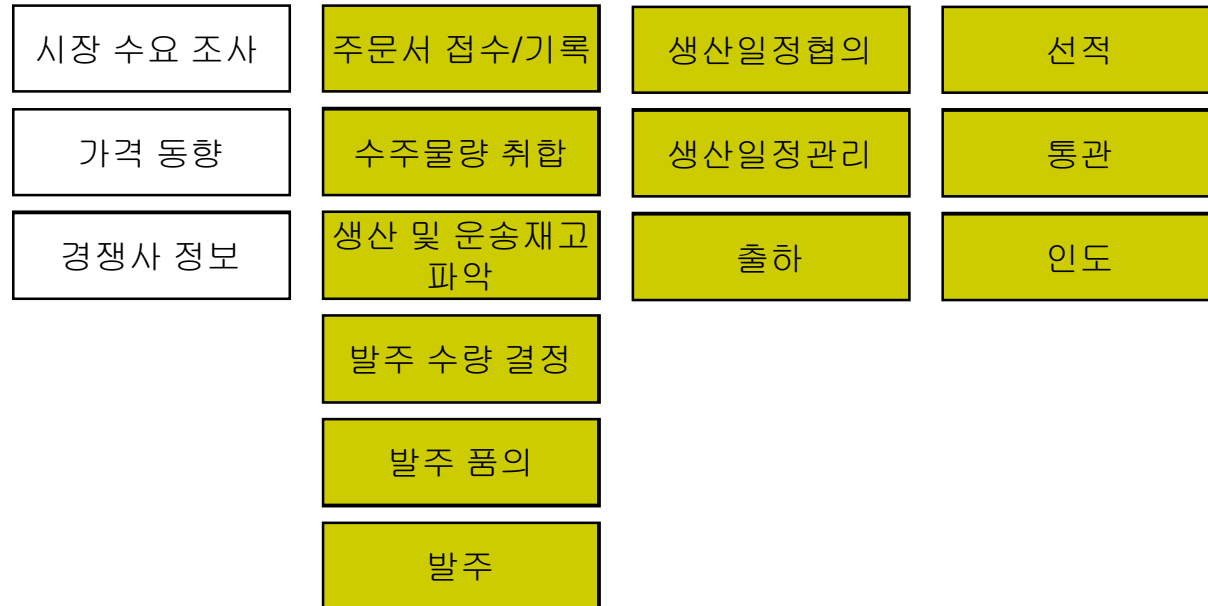 시장 수요 조사
가격 동향
경쟁사 정보
주문서 접수/기록
수주물량 취합
생산 및 운송재고
파악
발주 수량 결정
발주 품의
발주
생산일정협의
생산일정관리
출하
선적
통관
인도